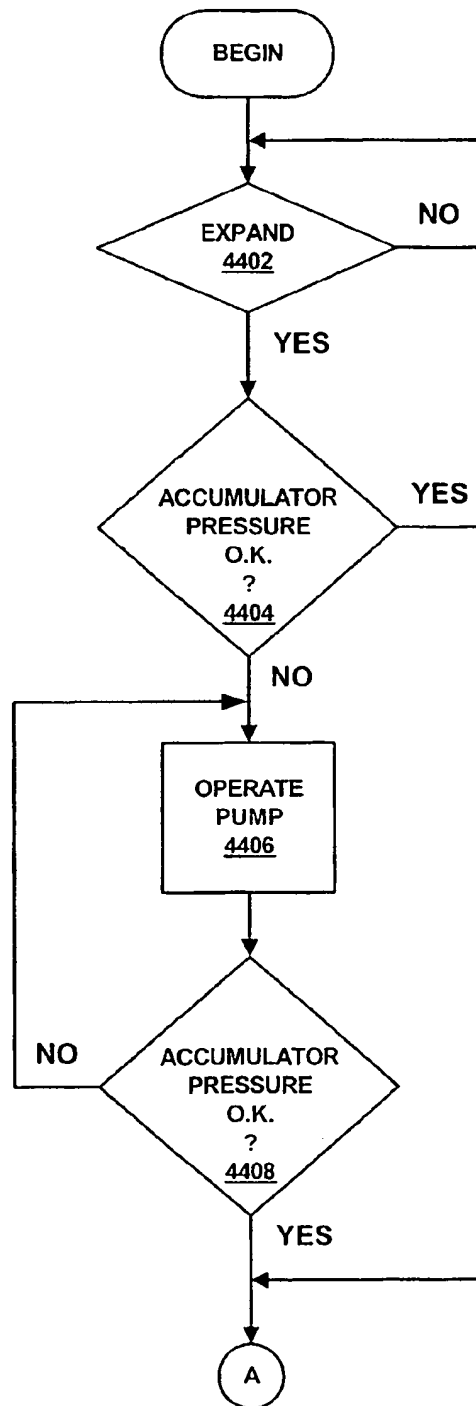 BEGIN
EXPAND
4402
NO
YES
ACCUMULATOR
PRESSURE
O.K.
?
4404
YES
NO
OPERATE
PUMP
4406
NO
ACCUMULATOR
PRESSURE
O.K.
?
4408
YES
A